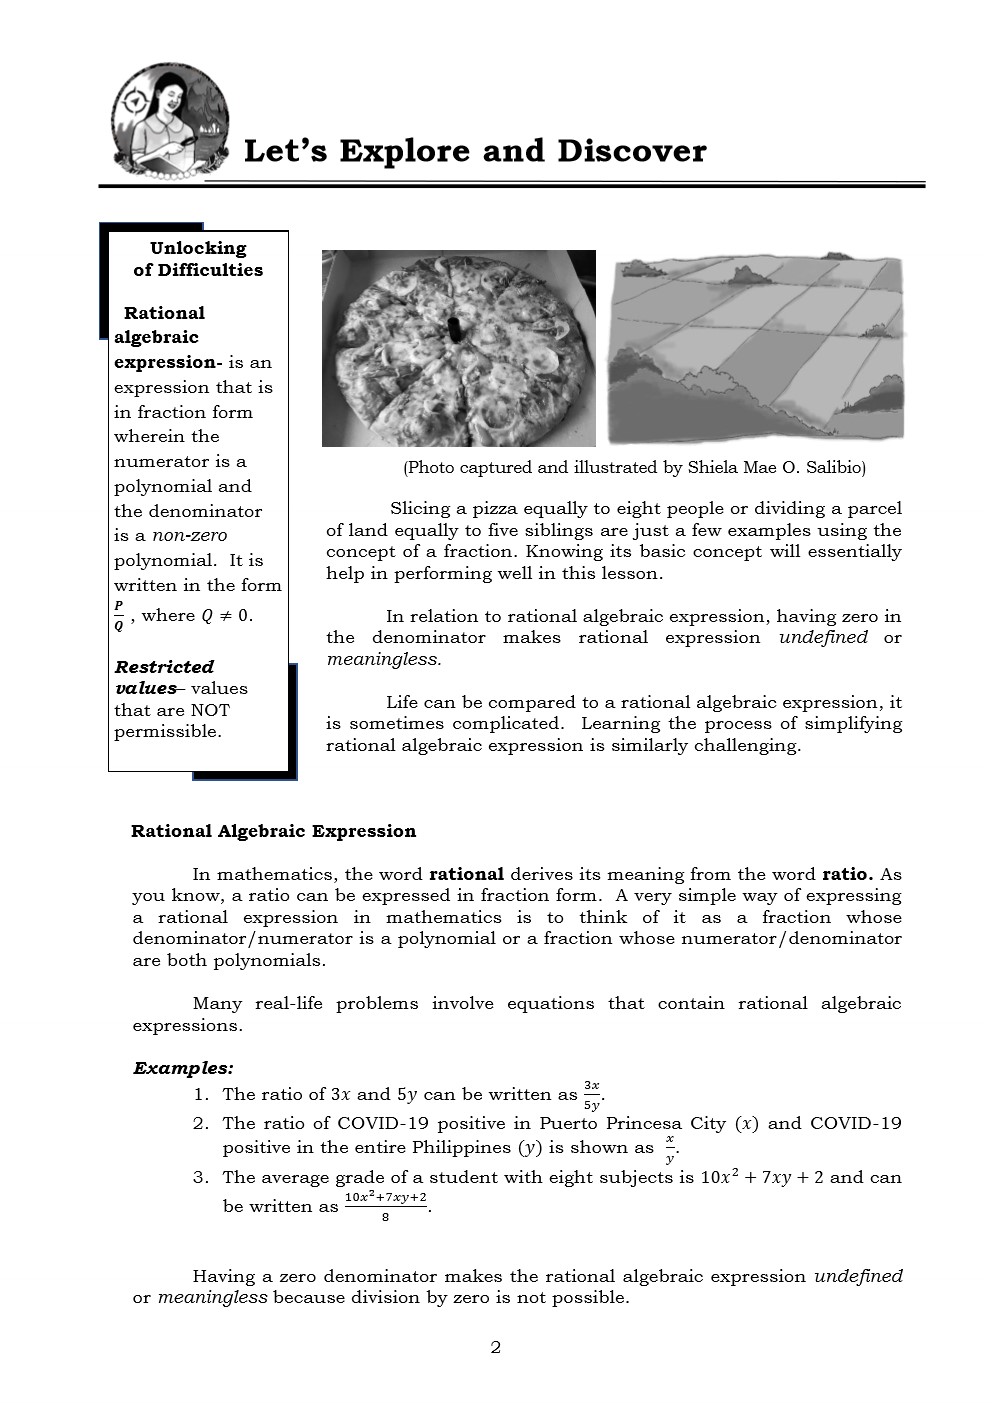 Let's Explore and Discover
Unlocking
of Difficulties
Rational
algebraic
expression- is an
expression that is
in fraction form
wherein the
numerator is a
polynomial and
the denominator
is a non-zero
polynomial. It is
written in the form
P/Q , where Q ≠ 0.
Restricted
values– values
that are NOT
permissible.
(Photo captured and illustrated by Shiela Mae O. Salibio)
Slicing a pizza equally to eight people or dividing a parcel
of land equally to five siblings are just a few examples using the
concept of a fraction. Knowing its basic concept will essentially
help in performing well in this lesson.
In relation to rational algebraic expression, having zero in
the denominator makes rational expression undefined or
meaningless.
Life can be compared to a rational algebraic expression, it
is sometimes complicated. Learning the process of simplifying
rational algebraic expression is similarly challenging.
Rational Algebraic Expression
In mathematics, the word rational derives its meaning from the word ratio. As
you know, a ratio can be expressed in fraction form. A very simple way of expressing
a rational expression in mathematics is to think of it as a fraction whose
denominator/numerator is a polynomial or a fraction whose numerator/denominator
are both polynomials.
Many real-life problems involve equations that contain rational algebraic
expressions.
Examples:
1. The ratio of 3x and 5y can be written as 3x/5y.
2. The ratio of COVID-19 positive in Puerto Princesa City (x) and COVID-19
positive in the entire Philippines (y) is shown as x/y.
3. The average grade of a student with eight subjects is 10x² + 7xy + 2 and can
be written as 10x²+7xy+2/8.
Having a zero denominator makes the rational algebraic expression undefined
or meaningless because division by zero is not possible.
2